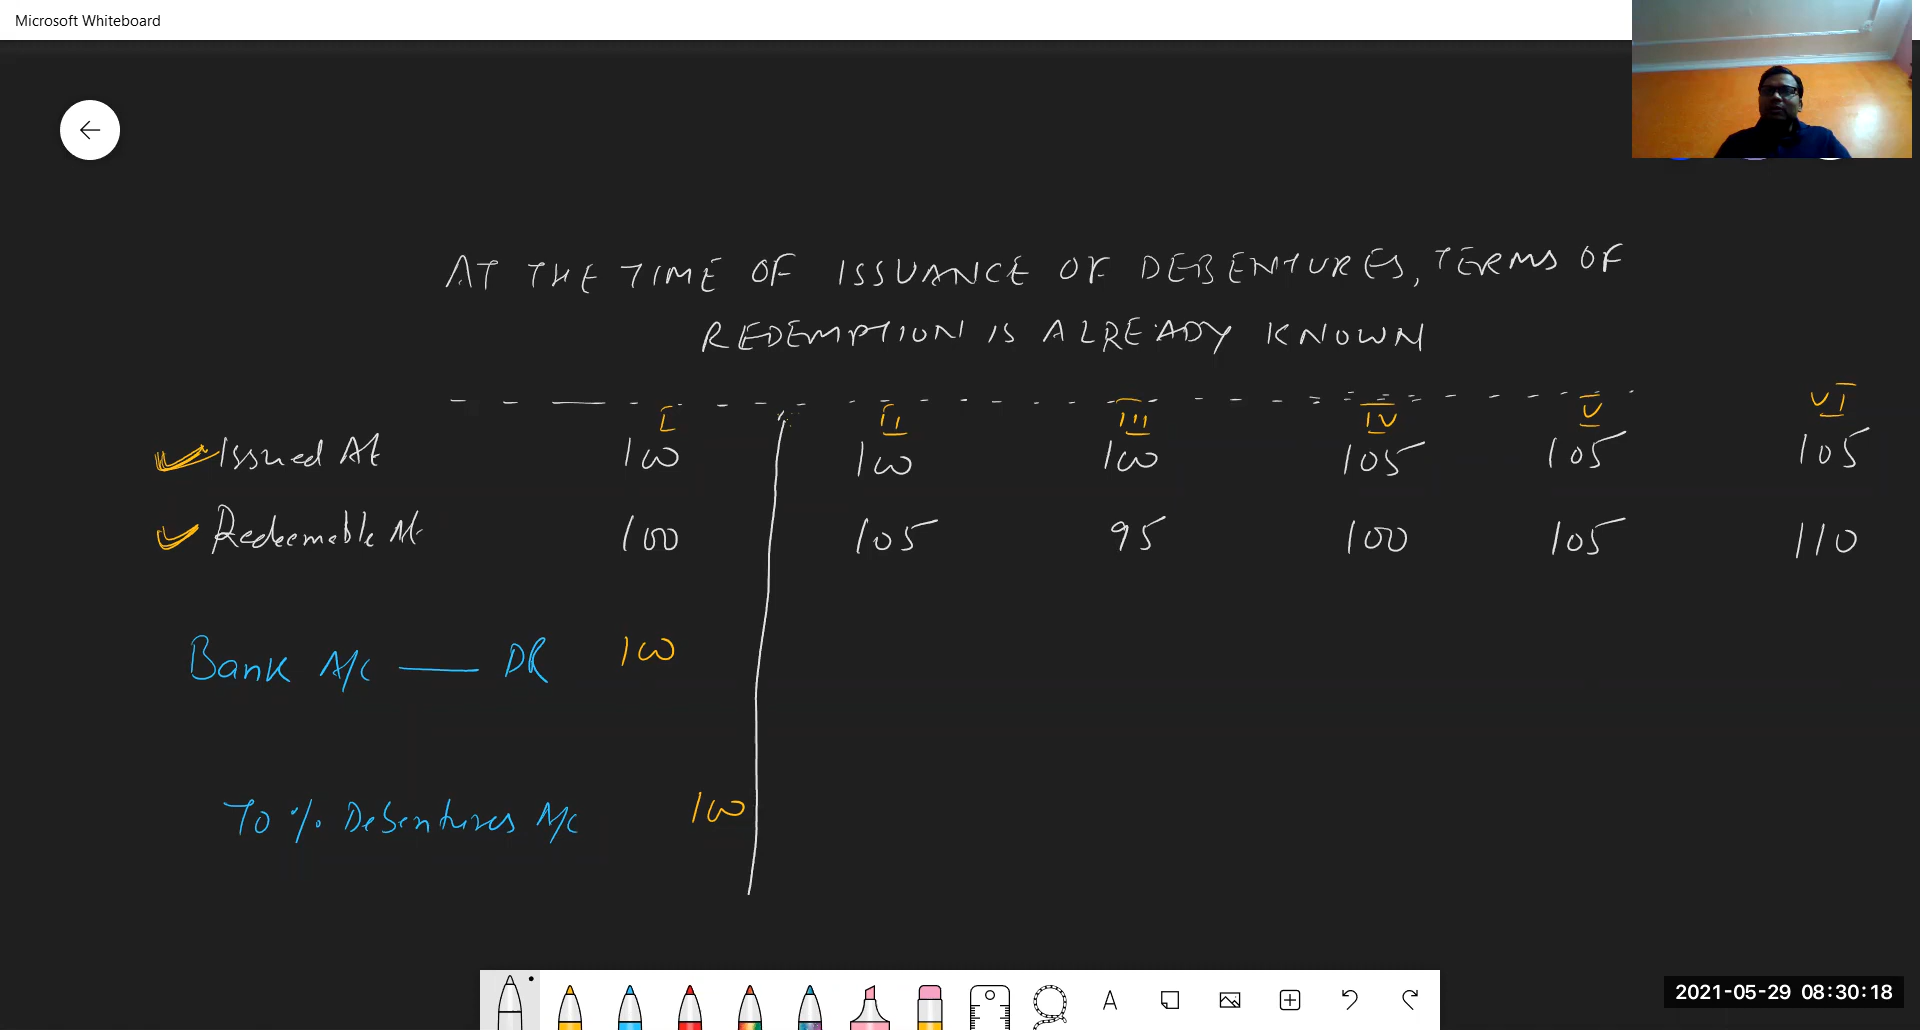 Microsoft Whiteboard
AT THE TIME OF ISSUANCE OF DEBENTURES, TERMS OF
REDEMPTION IS ALREADY KNOWN
I II III IV V VI
Issued At 100 100 100 105 105 105
Redeemable At 100 105 95 100 105 110
Bank A/c DR 100
To % Debentures A/c 100
2021-05-29 08:30:18